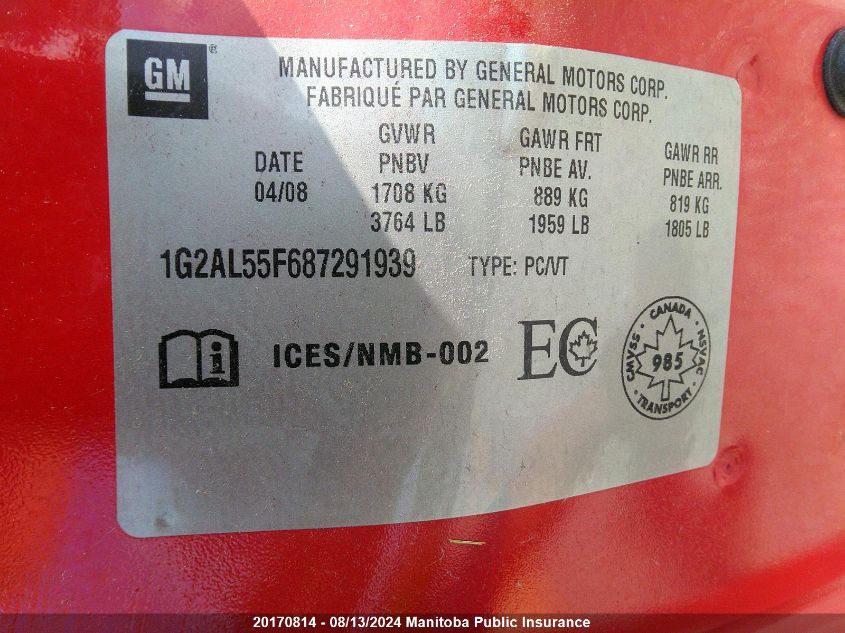 GM ®
MANUFACTURED BY GENERAL MOTORS CORP.
FABRIQUÉ PAR GENERAL MOTORS CORP.
GVWR GAWR FRT GAWR RR
DATE PNBV PNBE AV. PNBE ARR.
04/08 1708 KG 889 KG 819 KG
3764 LB 1959 LB 1805 LB
1G2AL55F687291939 TYPE: PC/VT
i ICES/NMB-002 EC
CANADA
CMVSS 985 NSVAC
TRANSPORT
20170814 - 08/13/2024 Manitoba Public Insurance